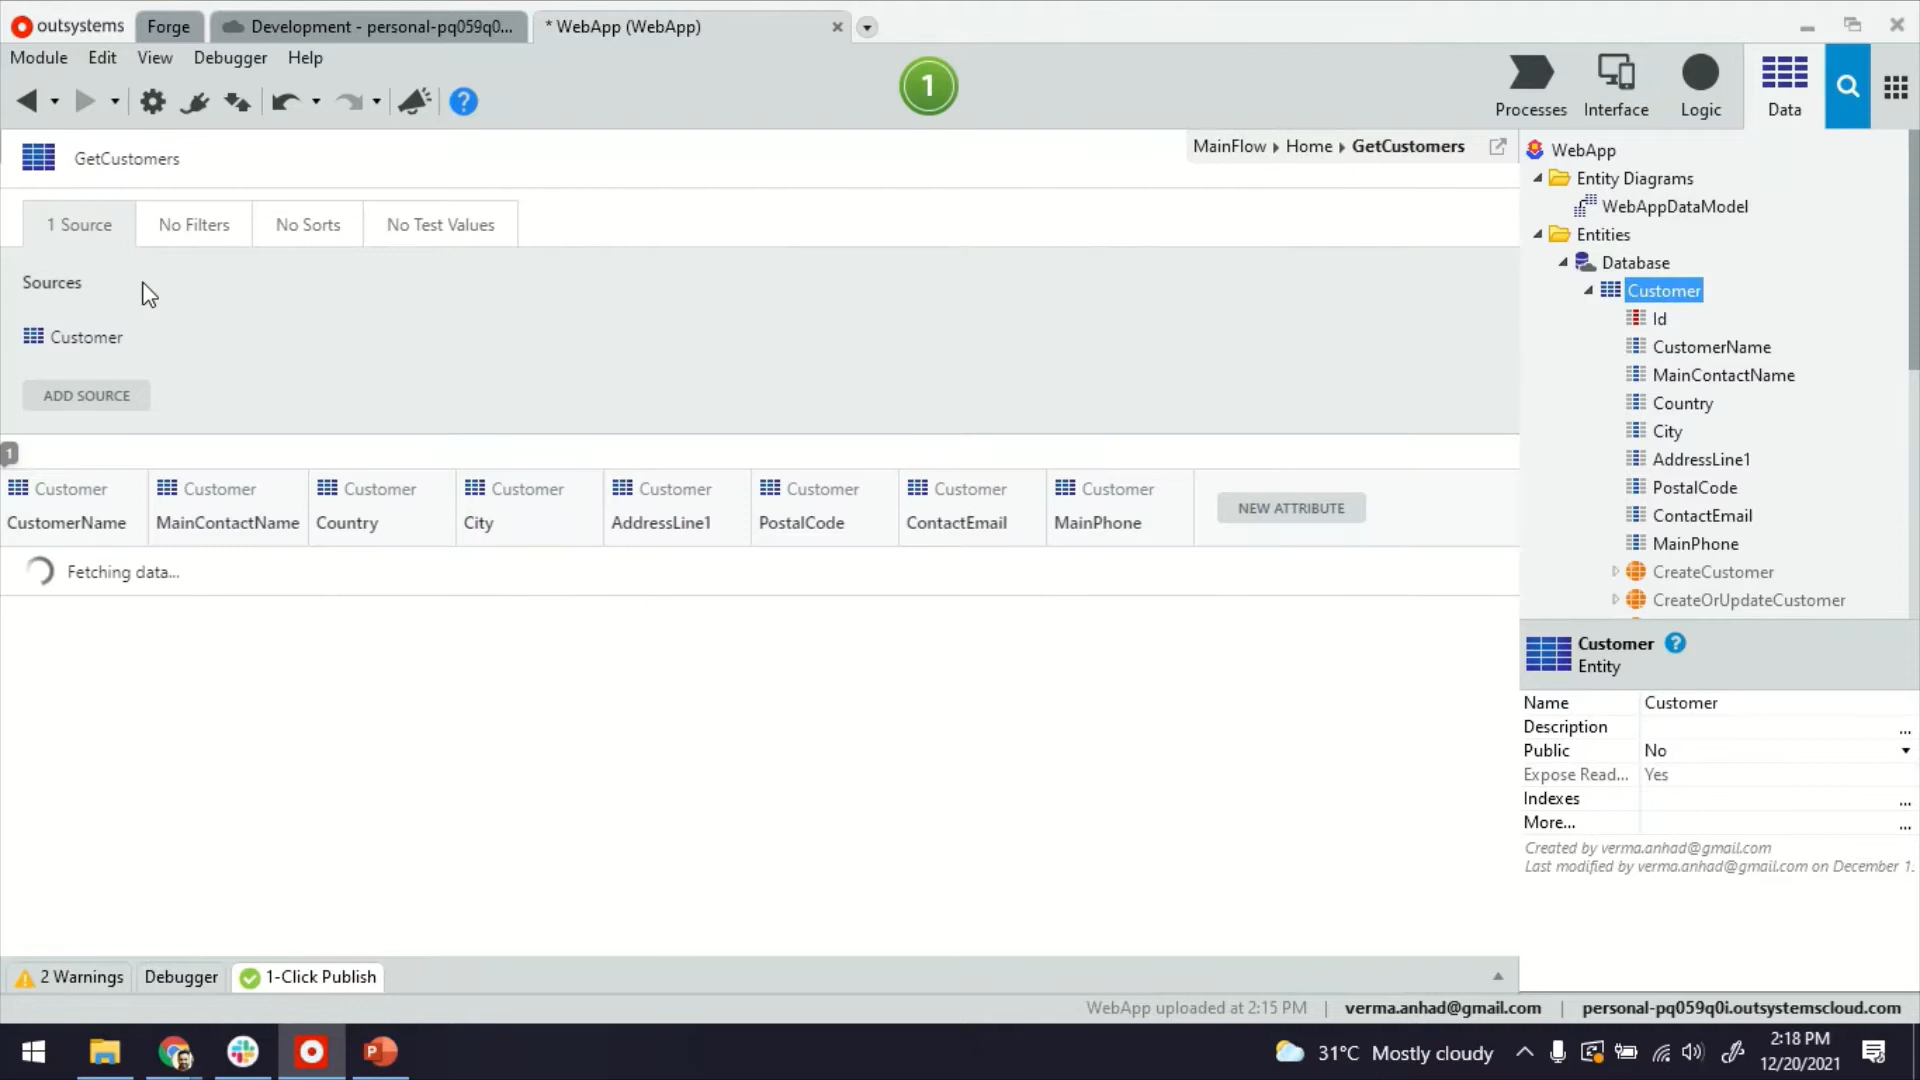 outsystems
Forge
Development - personal-pq059q0...
* WebApp (WebApp)
Module Edit View Debugger Help
1
Processes
Interface
Logic
Data
GetCustomers
MainFlow Home GetCustomers
1 Source
No Filters
No Sorts
No Test Values
Sources
Customer
ADD SOURCE
1
Customer Customer Customer Customer Customer Customer Customer Customer
CustomerName MainContactName Country City AddressLine1 PostalCode ContactEmail MainPhone
NEW ATTRIBUTE
Fetching data...
WebApp
Entity Diagrams
WebAppDataModel
Entities
Database
Customer
Id
CustomerName
MainContactName
Country
City
AddressLine1
PostalCode
ContactEmail
MainPhone
CreateCustomer
CreateOrUpdateCustomer
Customer ?
Entity
Name Customer
Description ...
Public No
Expose Read... Yes
Indexes ...
More... ...
Created by verma.anhad@gmail.com
Last modified by verma.anhad@gmail.com on December 1.
2 Warnings
Debugger
1-Click Publish
WebApp uploaded at 2:15 PM | verma.anhad@gmail.com | personal-pq059q0i.outsystemscloud.com
31°C Mostly cloudy
2:18 PM
12/20/2021